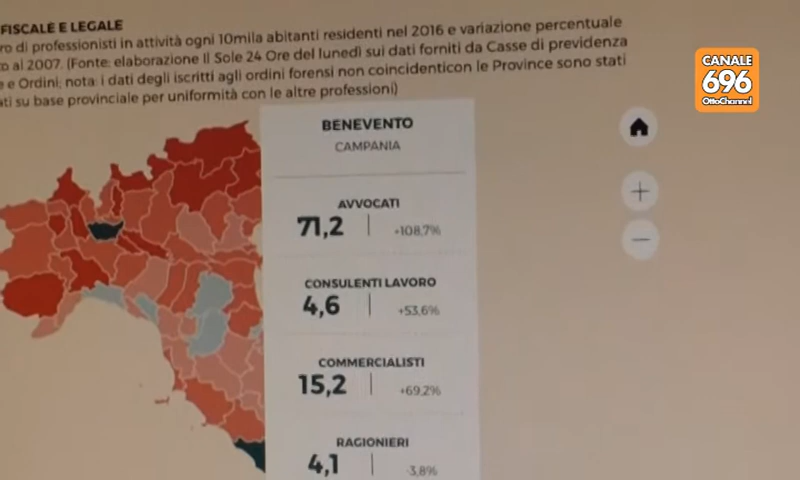 FISCALE E LEGALE
ro di professionisti in attività ogni 10mila abitanti residenti nel 2016 e variazione percentuale
o al 2007. (Fonte: elaborazione Il Sole 24 Ore del lunedì sui dati forniti da Casse di previdenza
e e Ordini; nota: i dati degli iscritti agli ordini forensi non coincidenticon le Province sono stati
ati su base provinciale per uniformità con le altre professioni)
CANALE
696
OttoChannel
BENEVENTO
CAMPANIA
AVVOCATI
71,2 | +108,7%
CONSULENTI LAVORO
4,6 | +53,6%
COMMERCIALISTI
15,2 | +69,2%
RAGIONIERI
4,1 | -3,8%